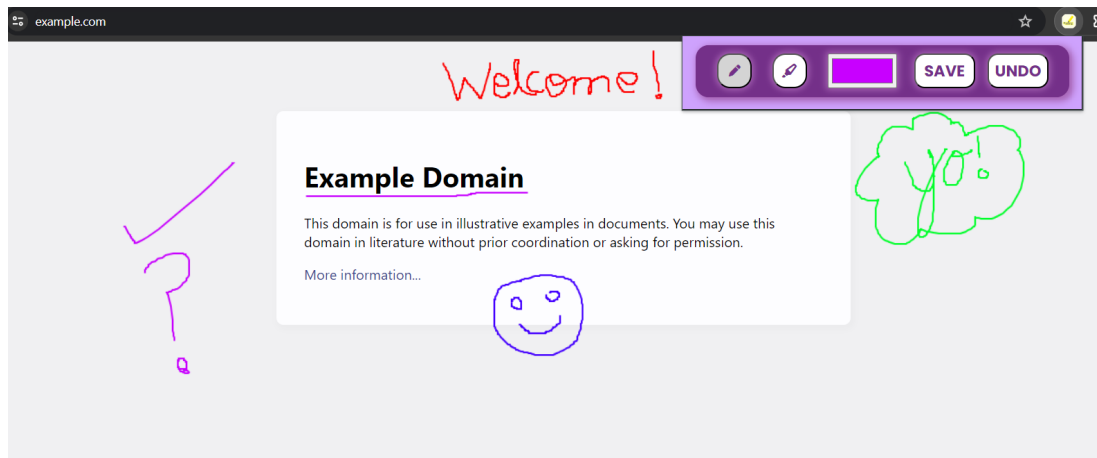 example.com
Welcome!
SAVE UNDO
yo!
Example Domain
This domain is for use in illustrative examples in documents. You may use this
domain in literature without prior coordination or asking for permission.
More information...
?